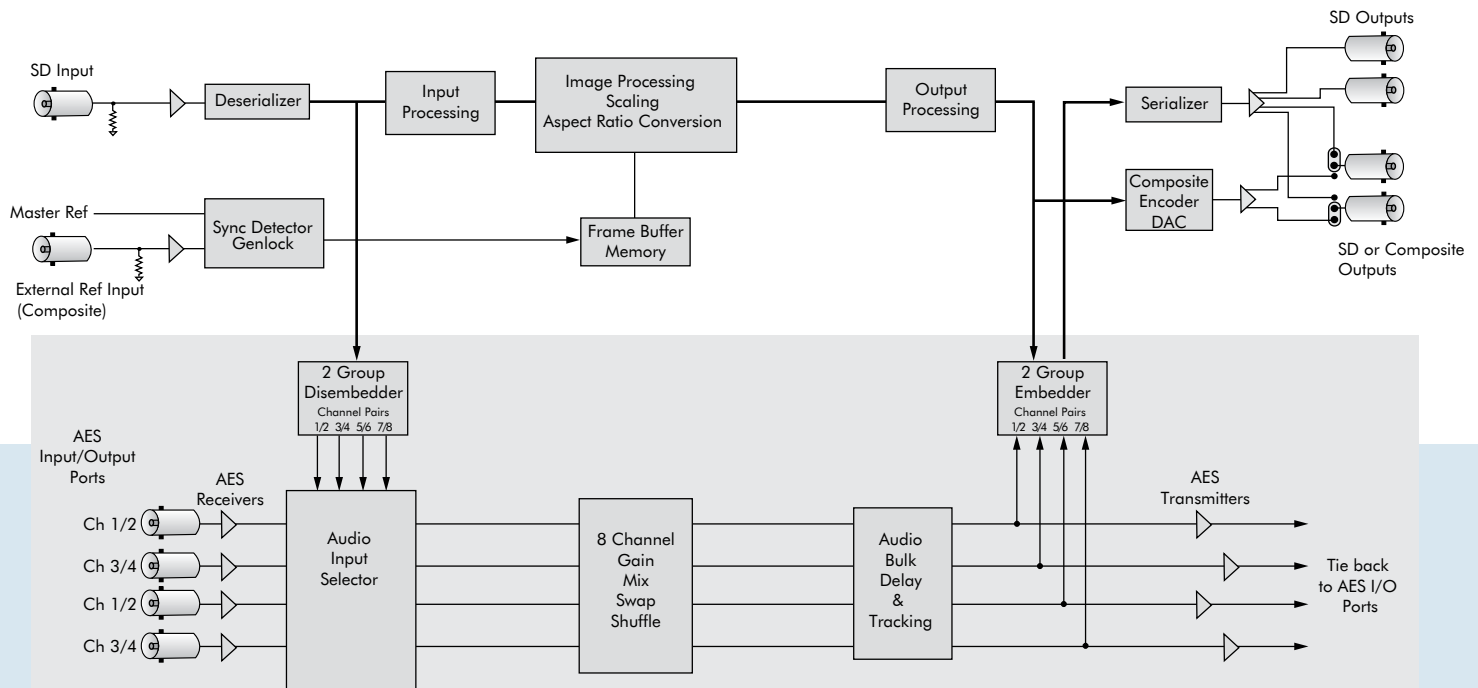 SD Outputs
SD Input
Deserializer
Input
Processing
Image Processing
Scaling
Aspect Ratio Conversion
Output
Processing
Serializer
Master Ref
Sync Detector
Genlock
Frame Buffer
Memory
Composite
Encoder
DAC
External Ref Input
(Composite)
SD or Composite
Outputs
2 Group
Disembedder
Channel Pairs
1/2 3/4 5/6 7/8
2 Group
Embedder
Channel Pairs
1/2 3/4 5/6 7/8
AES
Input/Output
Ports
AES
Receivers
AES
Transmitters
Ch 1/2
Ch 3/4
Ch 1/2
Ch 3/4
Audio
Input
Selector
8 Channel
Gain
Mix
Swap
Shuffle
Audio
Bulk
Delay
&
Tracking
Tie back
to AES I/O
Ports